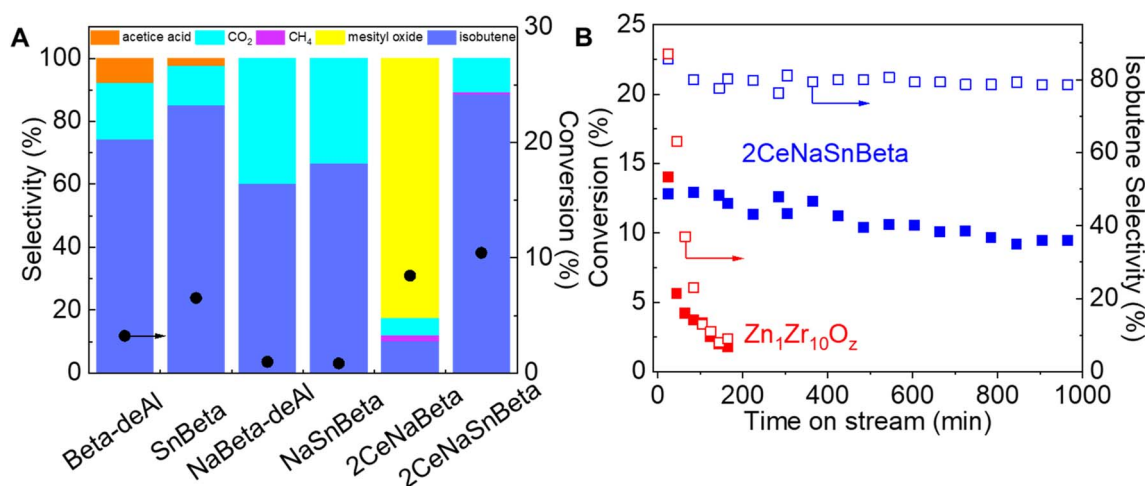 A
acetice acid CO₂ CH₄ mesityl oxide isobutene
Selectivity (%)
100
80
60
40
20
0
30
20
10
0
Conversion (%)
Beta-deAl
SnBeta
NaBeta-deAl
NaSnBeta
2CeNaBeta
2CeNaSnBeta
B
Conversion (%)
25
20
15
10
5
0
2CeNaSnBeta
Zn₁Zr₁₀O_z
80
60
40
20
0
Isobutene Selectivity (%)
0 200 400 600 800 1000
Time on stream (min)